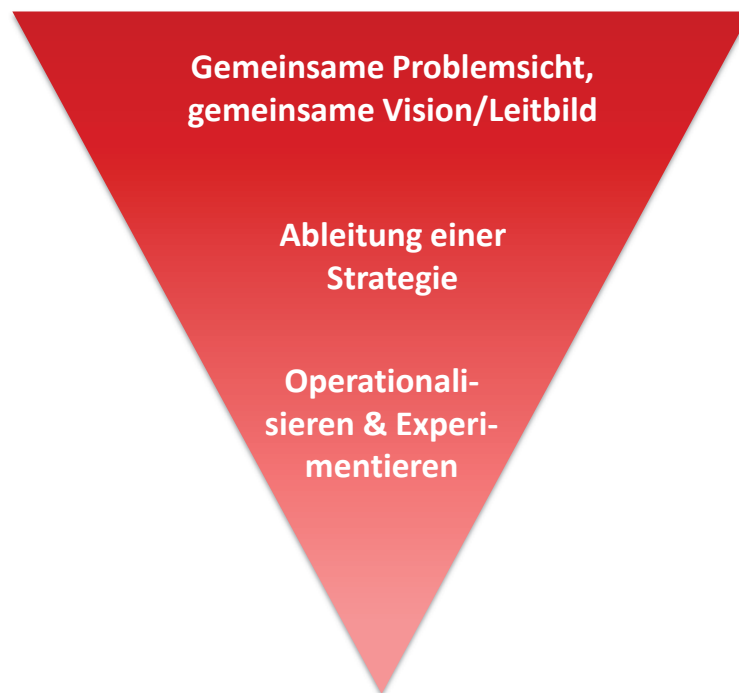 Gemeinsame Problemsicht,
gemeinsame Vision/Leitbild
Ableitung einer
Strategie
Operationali-
sieren & Experi-
mentieren